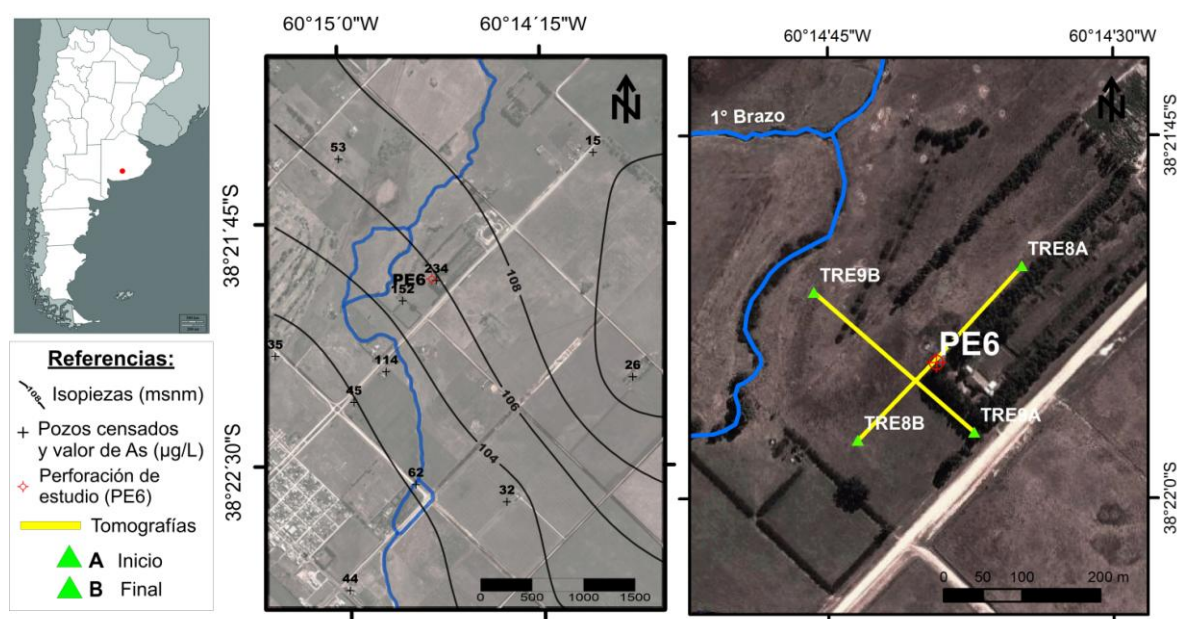 Referencias:
108 Isopiezas (msnm)
+ Pozos censados
y valor de As (µg/L)
Perforación de
estudio (PE6)
Tomografías
A Inicio
B Final
60°15´0"W
60°14´15"W
38°21'45"S
38°22'30"S
N
15
53
108
234
PE6
152
35
114
26
106
45
104
62
32
44
0 500 1000 1500
60°14'45"W
60°14'30"W
38°21'45"S
38°22'0"S
N
1° Brazo
TRE8A
TRE9B
PE6
TRE8B
TRE9A
0 50 100 200 m